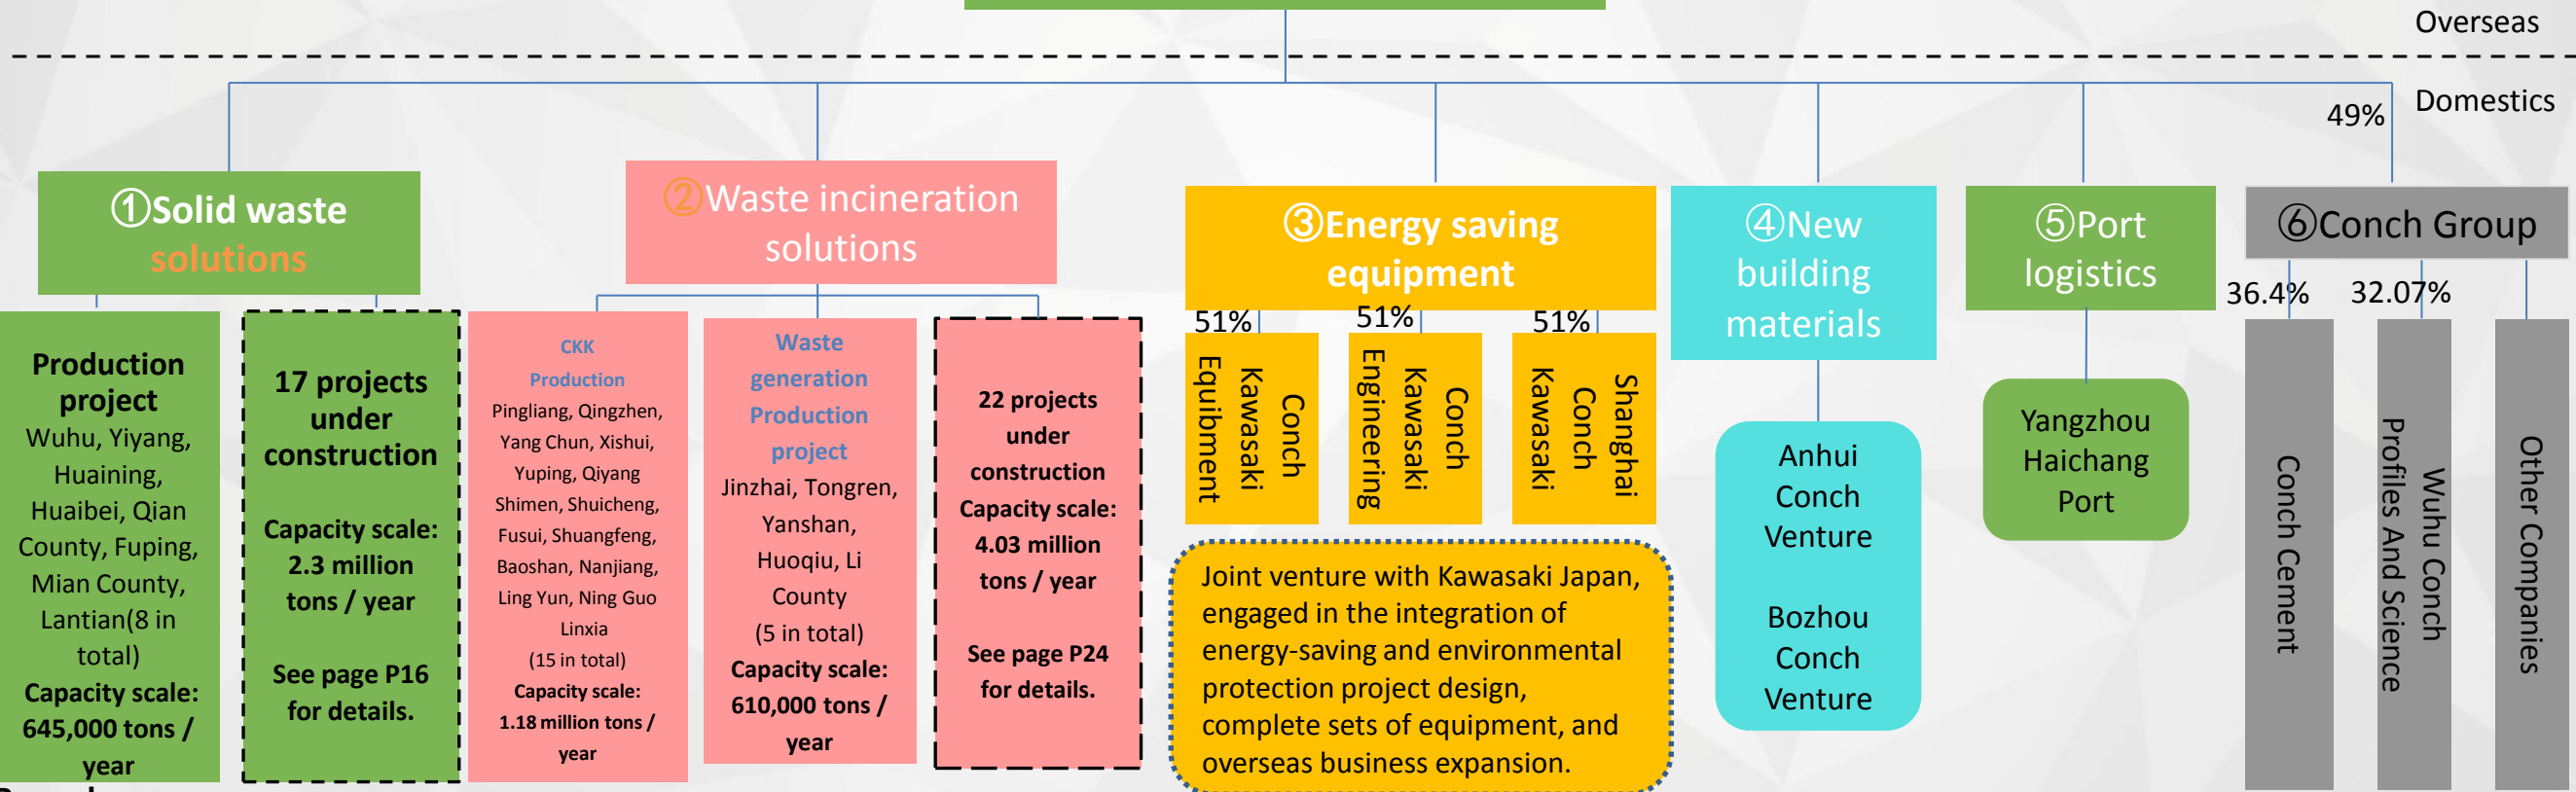 Overseas
Domestics
49%
①Solid waste
solutions
②Waste incineration
solutions
③Energy saving
equipment
④New
building
materials
⑤Port
logistics
⑥Conch Group
36.4%
32.07%
51%
51%
51%
Production
project
Wuhu, Yiyang,
Huaining,
Huaibei, Qian
County, Fuping,
Mian County,
Lantian(8 in
total)
Capacity scale:
645,000 tons /
year
17 projects
under
construction
Capacity scale:
2.3 million
tons / year
See page P16
for details.
CKK
Production
Pingliang, Qingzhen,
Yang Chun, Xishui,
Yuping, Qiyang
Shimen, Shuicheng,
Fusui, Shuangfeng,
Baoshan, Nanjiang,
Ling Yun, Ning Guo
Linxia
(15 in total)
Capacity scale:
1.18 million tons /
year
Waste
generation
Production
project
Jinzhai, Tongren,
Yanshan,
Huoqiu, Li
County
(5 in total)
Capacity scale:
610,000 tons /
year
22 projects
under
construction
Capacity scale:
4.03 million
tons / year
See page P24
for details.
Conch
Kawasaki
Equibment
Conch
Kawasaki
Engineering
Shanghai
Conch
Kawasaki
Joint venture with Kawasaki Japan,
engaged in the integration of
energy-saving and environmental
protection project design,
complete sets of equipment, and
overseas business expansion.
Anhui
Conch
Venture
Bozhou
Conch
Venture
Yangzhou
Haichang
Port
Conch Cement
Wuhu Conch
Profiles And Science
Other Companies